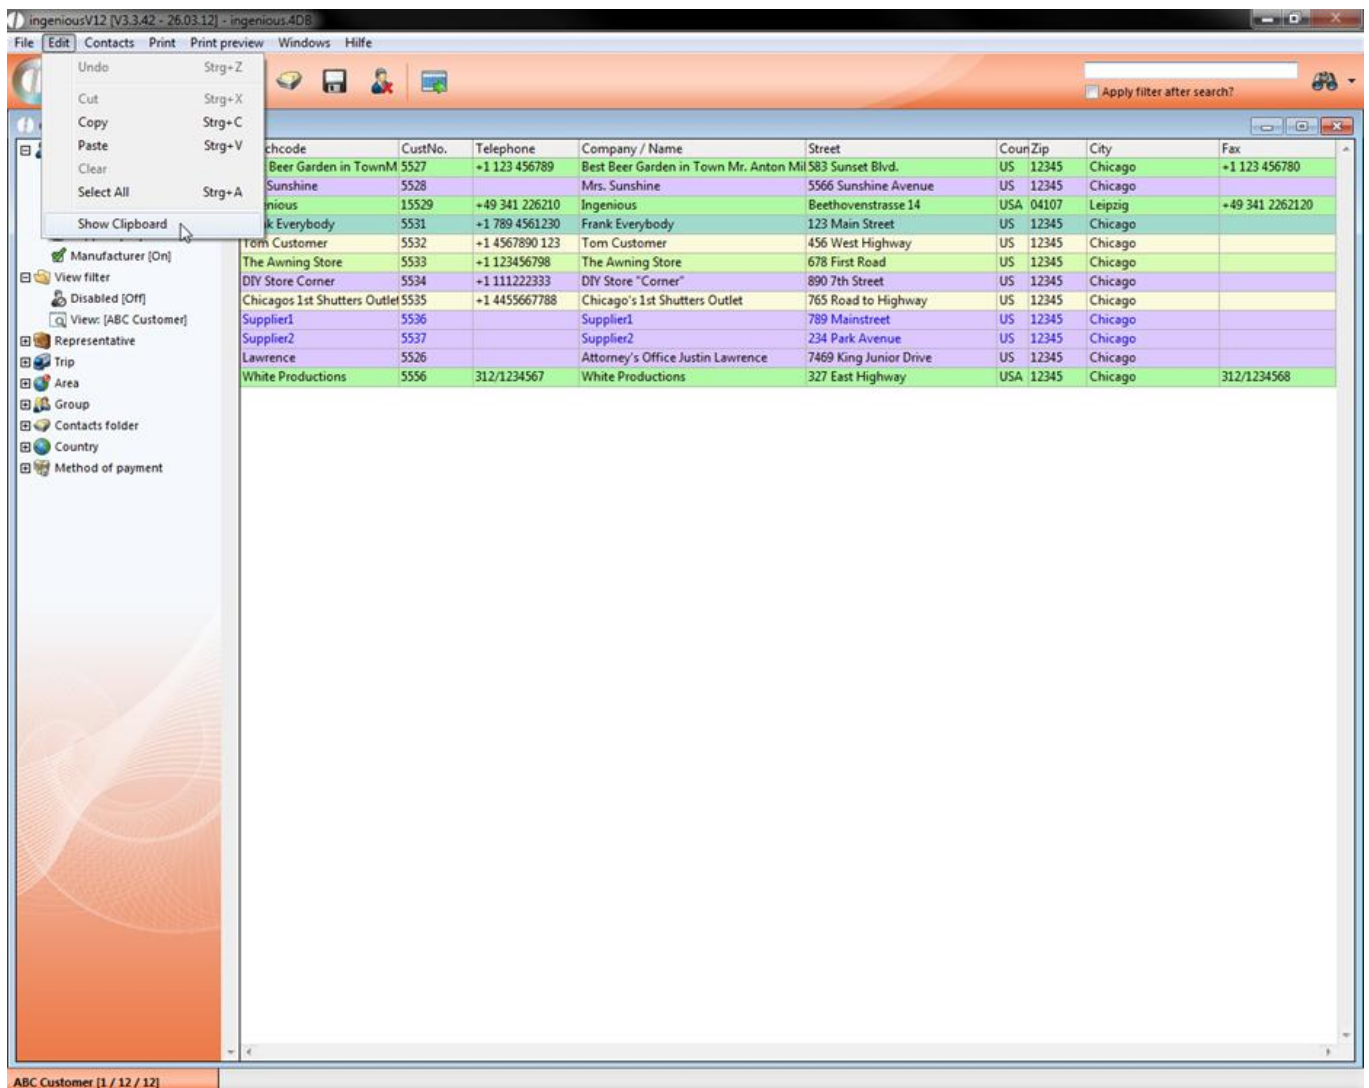 ingeniousV12 [V3.3.42 - 26.03.12] - ingenious.4DB
File Edit Contacts Print Print preview Windows Hilfe
Undo Strg+Z
Cut Strg+X
Copy Strg+C
Paste Strg+V
Clear
Select All Strg+A
Show Clipboard
Apply filter after search?
Manufacturer [On]
View filter
Disabled [Off]
View: [ABC Customer]
Representative
Trip
Area
Group
Contacts folder
Country
Method of payment
chcode CustNo. Telephone Company / Name Street Coun Zip City Fax
Beer Garden in TownM 5527 +1 123 456789 Best Beer Garden in Town Mr. Anton Mil 583 Sunset Blvd. US 12345 Chicago +1 123 456780
Sunshine 5528 Mrs. Sunshine 5566 Sunshine Avenue US 12345 Chicago
nious 15529 +49 341 226210 Ingenious Beethovenstrasse 14 USA 04107 Leipzig +49 341 2262120
k Everybody 5531 +1 789 4561230 Frank Everybody 123 Main Street US 12345 Chicago
Tom Customer 5532 +1 4567890 123 Tom Customer 456 West Highway US 12345 Chicago
The Awning Store 5533 +1 123456798 The Awning Store 678 First Road US 12345 Chicago
DIY Store Corner 5534 +1 111222333 DIY Store "Corner" 890 7th Street US 12345 Chicago
Chicagos 1st Shutters Outlet 5535 +1 4455667788 Chicago's 1st Shutters Outlet 765 Road to Highway US 12345 Chicago
Supplier1 5536 Supplier1 789 Mainstreet US 12345 Chicago
Supplier2 5537 Supplier2 234 Park Avenue US 12345 Chicago
Lawrence 5526 Attorney's Office Justin Lawrence 7469 King Junior Drive US 12345 Chicago
White Productions 5556 312/1234567 White Productions 327 East Highway USA 12345 Chicago 312/1234568
ABC Customer [1 / 12 / 12]